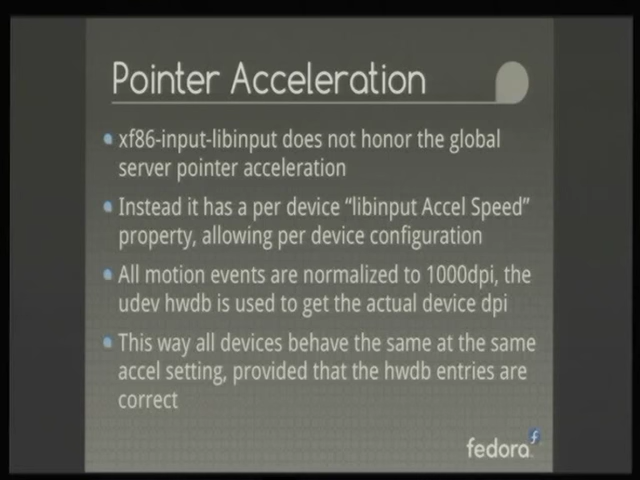 Pointer Acceleration
xf86-input-libinput does not honor the global
server pointer acceleration
Instead it has a per device “libinput Accel Speed”
property, allowing per device configuration
All motion events are normalized to 1000dpi, the
udev hwdb is used to get the actual device dpi
This way all devices behave the same at the same
accel setting, provided that the hwdb entries are
correct
fedora